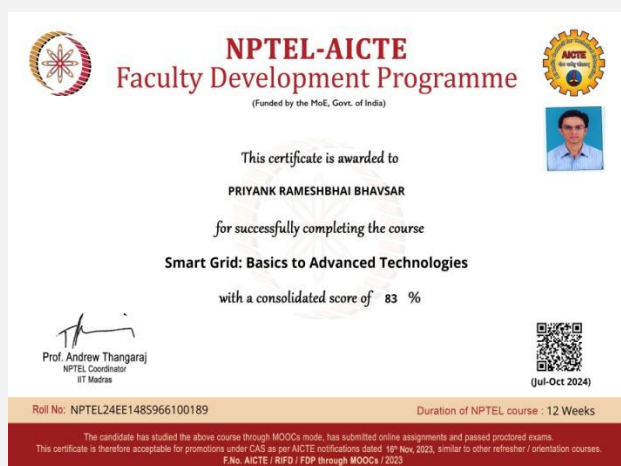 NPTEL-AICTE
Faculty Development Programme
(Funded by the MoE, Govt. of India)
AICTE
This certificate is awarded to
PRIYANK RAMESHBHAI BHAVSAR
for successfully completing the course
Smart Grid: Basics to Advanced Technologies
with a consolidated score of 83 %
Prof. Andrew Thangaraj
NPTEL Coordinator
IIT Madras
(Jul-Oct 2024)
Roll No: NPTEL24EE148S966100189
Duration of NPTEL course : 12 Weeks
The candidate has studied the above course through MOOCs mode, has submitted online assignments and passed proctored exams.
This certificate is therefore acceptable for promotions under CAS as per AICTE notifications dated 16th Nov, 2023, similar to other refresher / orientation courses.
F.No. AICTE / RIFD / FDP through MOOCs / 2023